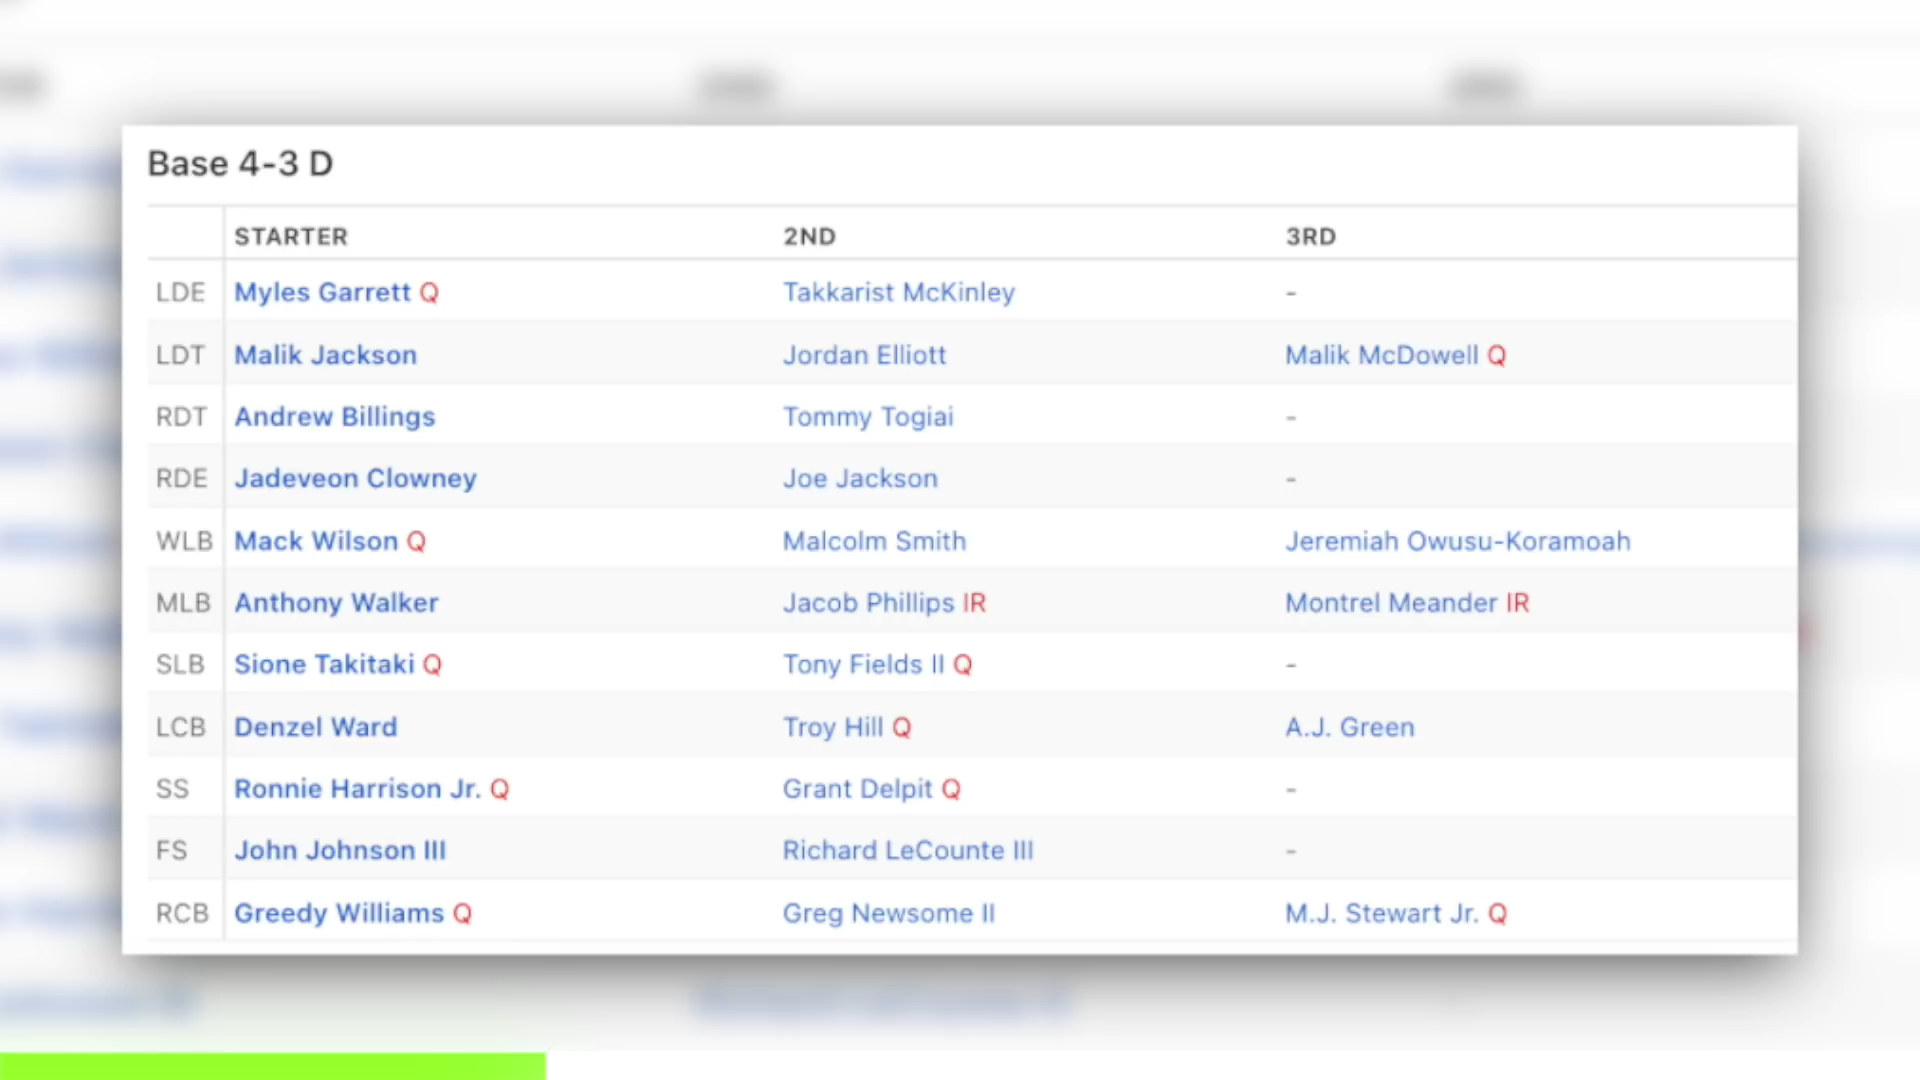 Base 4-3 D
STARTER 2ND 3RD
LDE Myles Garrett Q Takkarist McKinley -
LDT Malik Jackson Jordan Elliott Malik McDowell Q
RDT Andrew Billings Tommy Togiai -
RDE Jadeveon Clowney Joe Jackson -
WLB Mack Wilson Q Malcolm Smith Jeremiah Owusu-Koramoah
MLB Anthony Walker Jacob Phillips IR Montrel Meander IR
SLB Sione Takitaki Q Tony Fields II Q -
LCB Denzel Ward Troy Hill Q A.J. Green
SS Ronnie Harrison Jr. Q Grant Delpit Q -
FS John Johnson III Richard LeCounte III -
RCB Greedy Williams Q Greg Newsome II M.J. Stewart Jr. Q